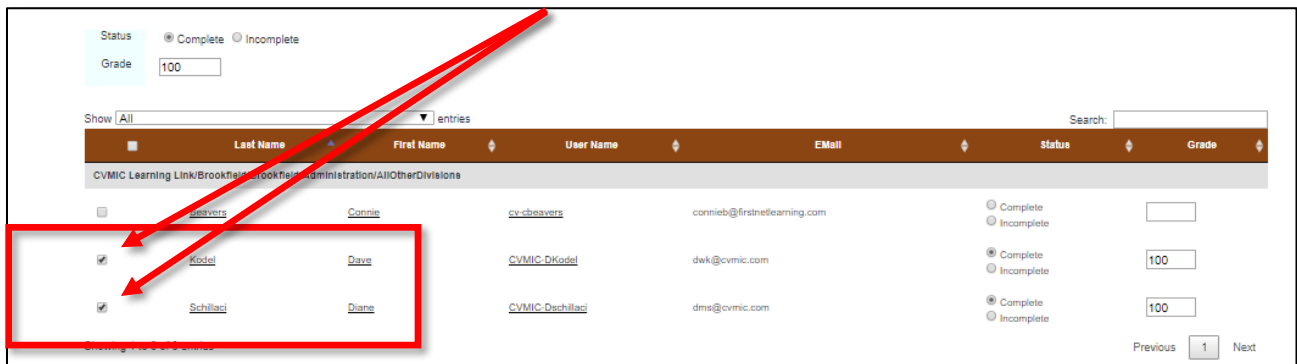 Status Complete Incomplete
Grade 100
Show All entries Search:
Last Name First Name User Name EMail Status Grade
CVMIC Learning Link/Brookfield/Brookfield Administration/AllOtherDivisions
Beavers Connie cv-cbeavers connieb@firstnetlearning.com Complete
Incomplete
Kodel Dave CVMIC-DKodel dwk@cvmic.com Complete 100
Incomplete
Schillaci Diane CVMIC-Dschillaci dms@cvmic.com Complete 100
Incomplete
Previous 1 Next